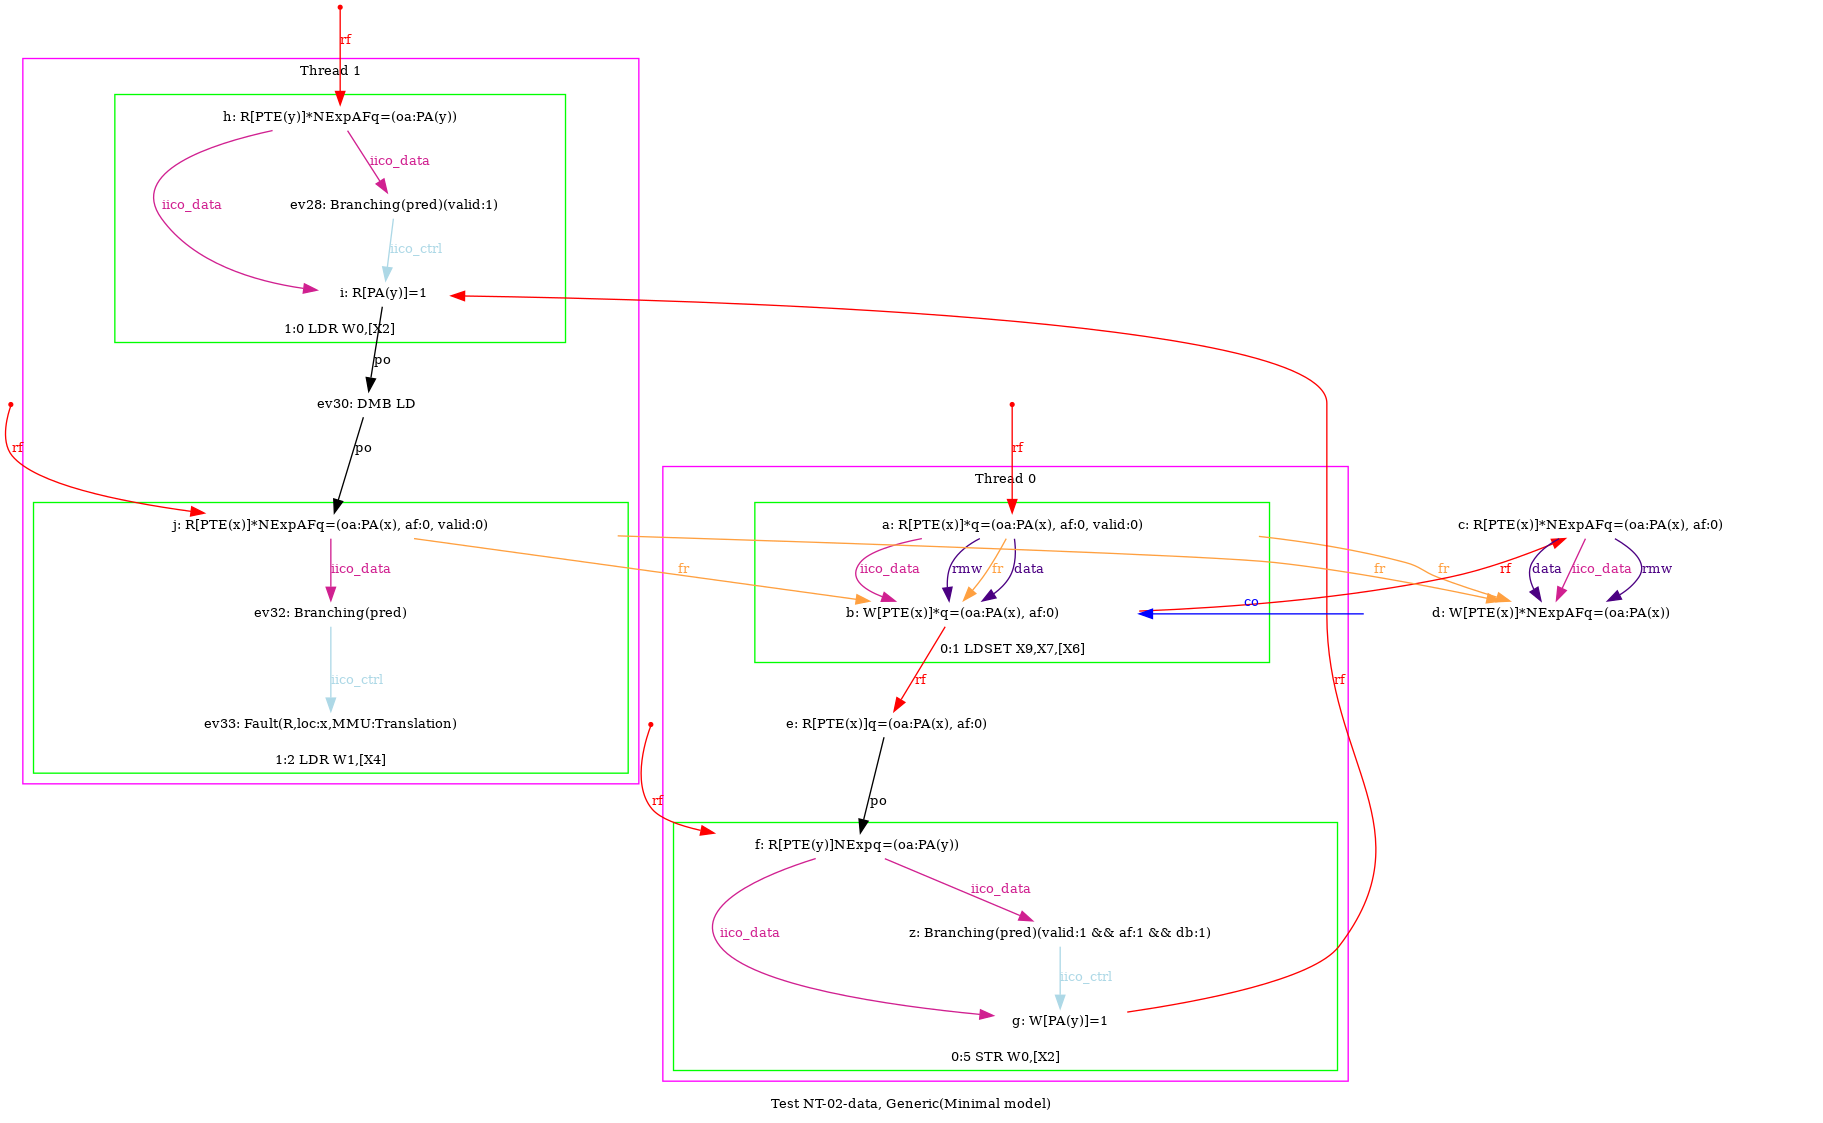 rf
Thread 1
h: R[PTE(y)]*NExpAFq=(oa:PA(y))
iico_data
iico_data
ev28: Branching(pred)(valid:1)
iico_ctrl
i: R[PA(y)]=1
1:0 LDR W0,[X2]
po
ev30: DMB LD
rf
po
rf
Thread 0
j: R[PTE(x)]*NExpAFq=(oa:PA(x), af:0, valid:0)
a: R[PTE(x)]*q=(oa:PA(x), af:0, valid:0)
c: R[PTE(x)]*NExpAFq=(oa:PA(x), af:0)
iico_data
fr
iico_data
rmw
fr
data
fr
fr
rf
data
iico_data
rmw
co
ev32: Branching(pred)
b: W[PTE(x)]*q=(oa:PA(x), af:0)
d: W[PTE(x)]*NExpAFq=(oa:PA(x))
0:1 LDSET X9,X7,[X6]
iico_ctrl
rf
rf
ev33: Fault(R,loc:x,MMU:Translation)
e: R[PTE(x)]q=(oa:PA(x), af:0)
1:2 LDR W1,[X4]
rf
po
f: R[PTE(y)]NExpq=(oa:PA(y))
iico_data
iico_data
z: Branching(pred)(valid:1 && af:1 && db:1)
iico_ctrl
g: W[PA(y)]=1
0:5 STR W0,[X2]
Test NT-02-data, Generic(Minimal model)